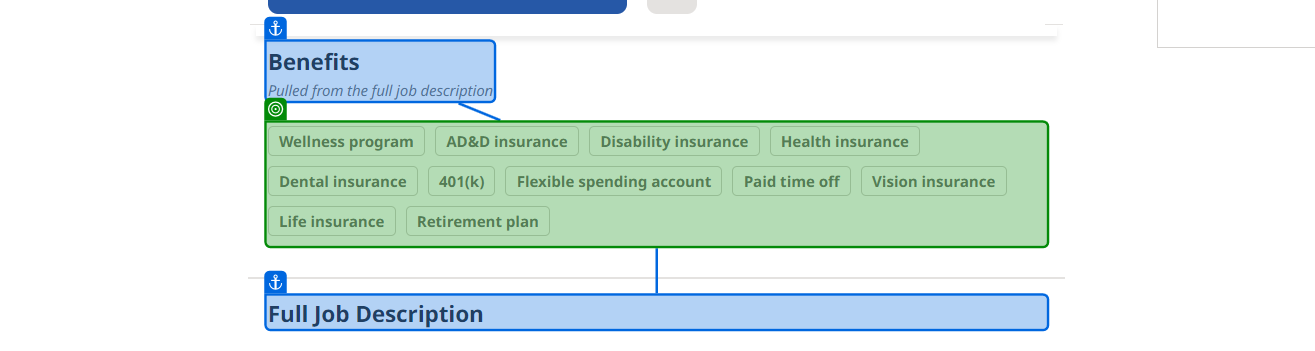 Benefits
Pulled from the full job description
Wellness program AD&D insurance Disability insurance Health insurance
Dental insurance 401(k) Flexible spending account Paid time off Vision insurance
Life insurance Retirement plan
Full Job Description